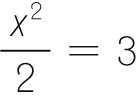 x²/2 = 3